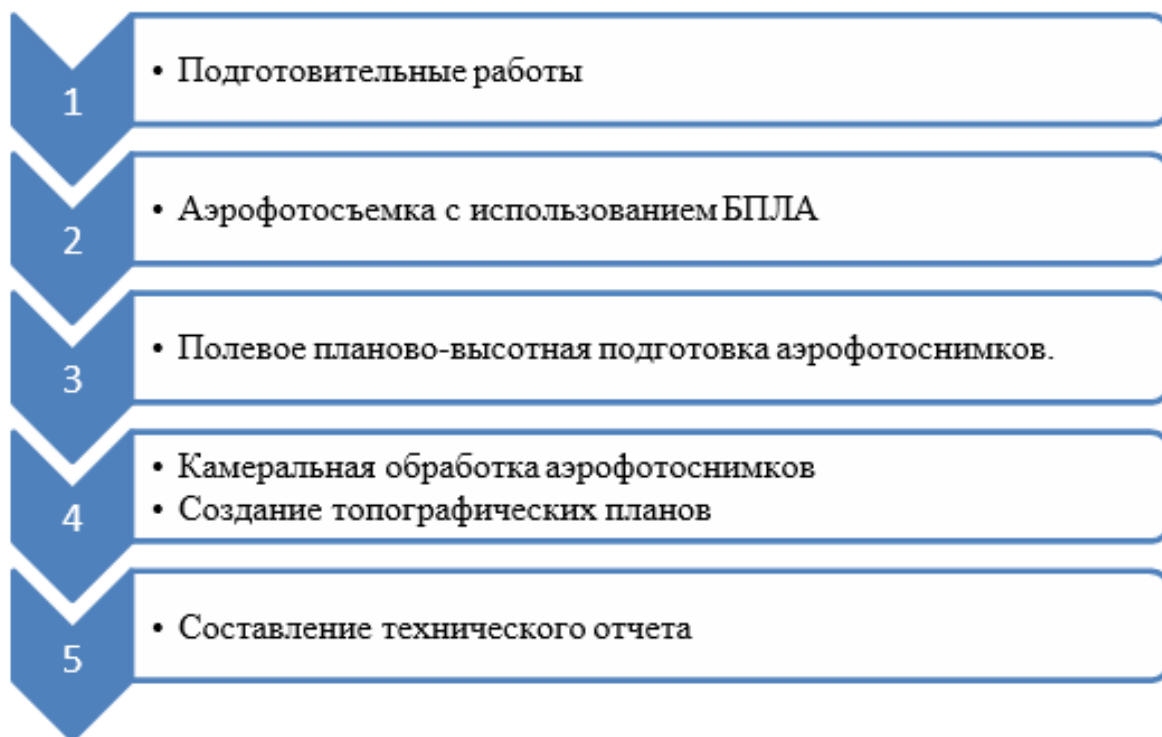 1
• Подготовительные работы
2
• Аэрофотосъемка с использованием БПЛА
3
• Полевое планово-высотная подготовка аэрофотоснимков.
4
• Камеральная обработка аэрофотоснимков
• Создание топографических планов
5
• Составление технического отчета